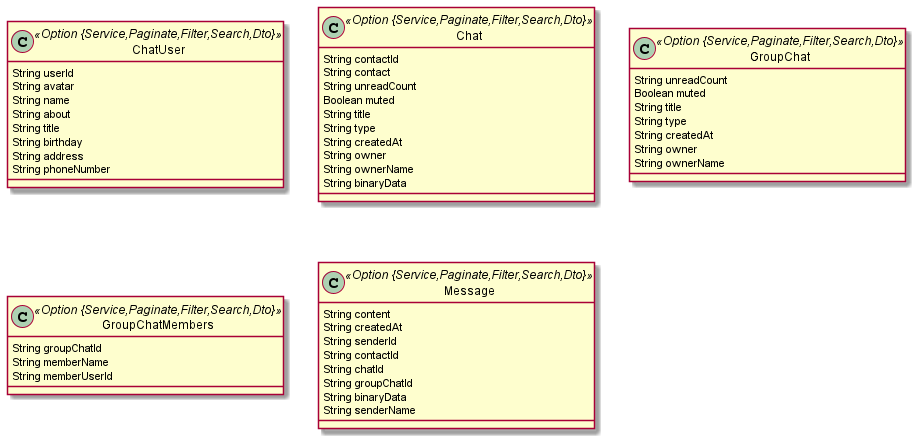 C «Option {Service,Paginate,Filter,Search,Dto}»
ChatUser
String userId
String avatar
String name
String about
String title
String birthday
String address
String phoneNumber
C «Option {Service,Paginate,Filter,Search,Dto}»
Chat
String contactId
String contact
String unreadCount
Boolean muted
String title
String type
String createdAt
String owner
String ownerName
String binaryData
C «Option {Service,Paginate,Filter,Search,Dto}»
GroupChat
String unreadCount
Boolean muted
String title
String type
String createdAt
String owner
String ownerName
C «Option {Service,Paginate,Filter,Search,Dto}»
GroupChatMembers
String groupChatId
String memberName
String memberUserId
C «Option {Service,Paginate,Filter,Search,Dto}»
Message
String content
String createdAt
String senderId
String contactId
String chatId
String groupChatId
String binaryData
String senderName